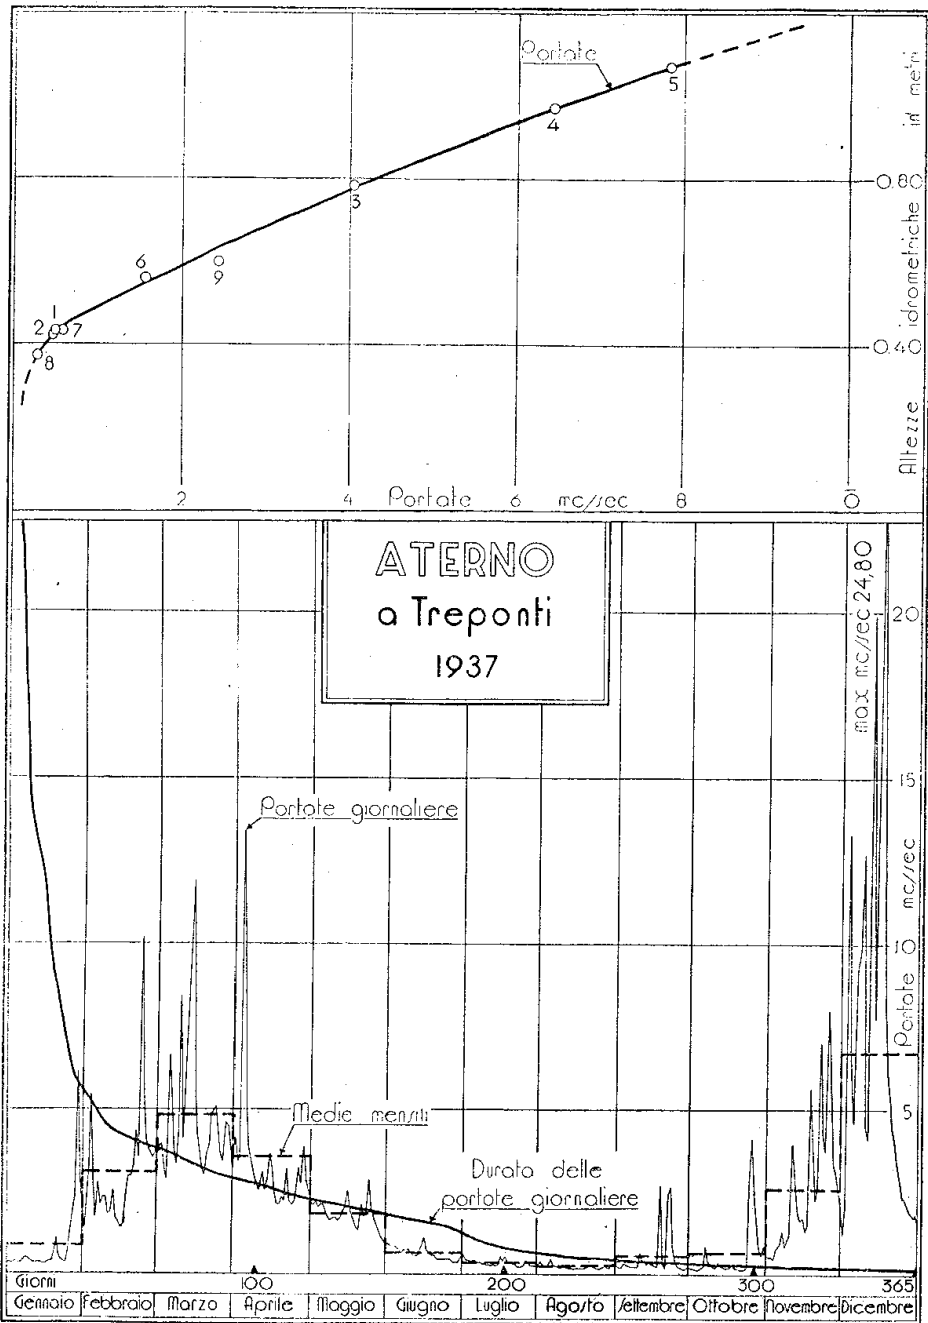 Portate
5
4
in metri
0.80
3
6
9
idrometriche
1
2
7
0.40
8
Altezze
2
4
Portate
6
mc/sec
8
10
ATERNO
a Treponti
1937
max mc/sec 24,80
20
15
Portate giornaliere
mc/sec
10
Portate
Medie mensili
5
Durata delle
portate giornaliere
Giorni
100
200
300
365
Gennaio
Febbraio
Marzo
Aprile
Maggio
Giugno
Luglio
Agosto
Settembre
Ottobre
Novembre
Dicembre